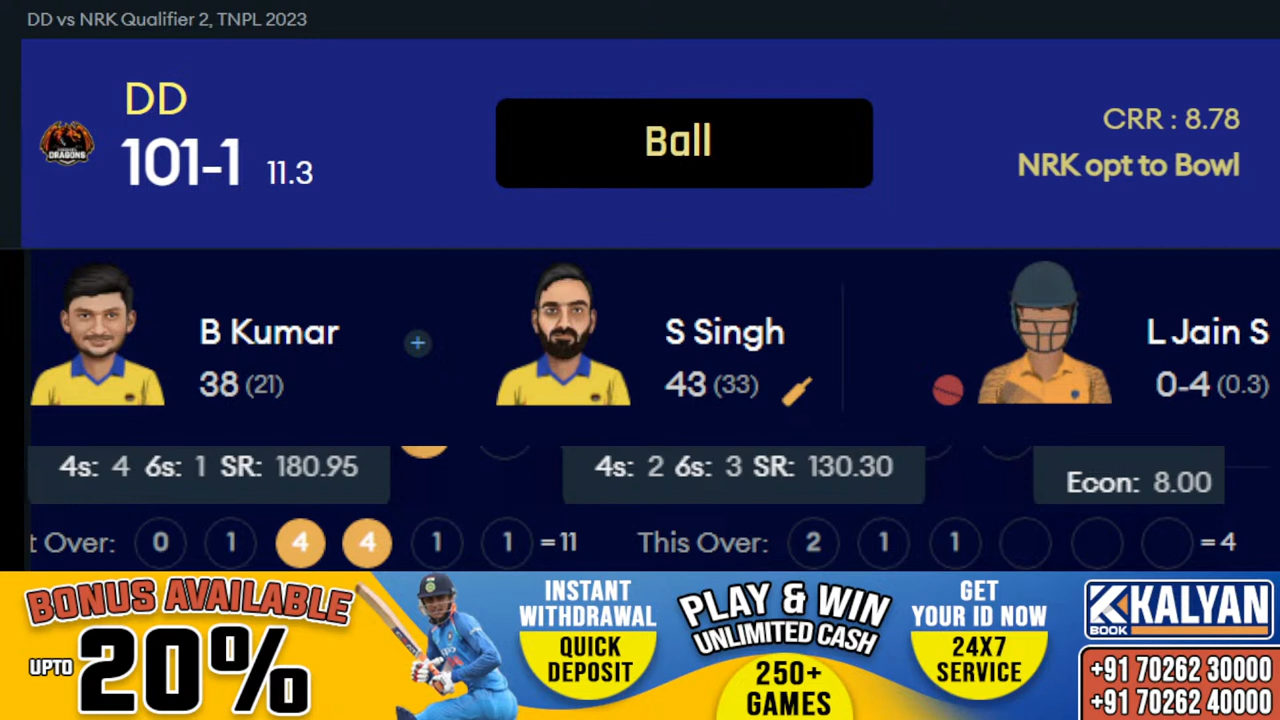 DD vs NRK Qualifier 2, TNPL 2023
DD
101-1 11.3
DRAGONS
Ball
CRR : 8.78
NRK opt to Bowl
B Kumar
38 (21)
+
S Singh
43 (33)
L Jain S
0-4 (0.3)
4s: 4 6s: 1 SR: 180.95
4s: 2 6s: 3 SR: 130.30
Econ: 8.00
t Over: 0 1 4 4 1 1 = 11
This Over: 2 1 1 = 4
BONUS AVAILABLE
UPTO 20%
INSTANT
WITHDRAWAL
QUICK
DEPOSIT
PLAY & WIN
UNLIMITED CASH
250+
GAMES
GET
YOUR ID NOW
24X7
SERVICE
KALYAN
BOOK
+91 70262 30000
+91 70262 40000